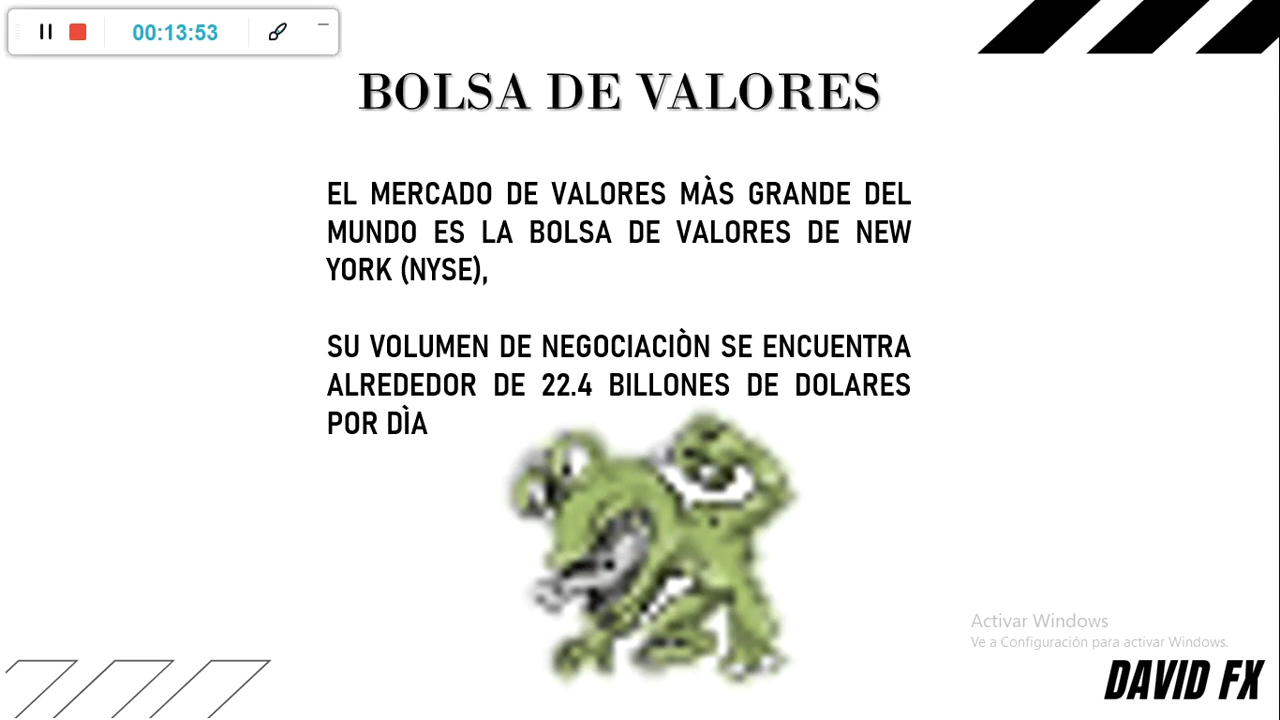 00:13:53
BOLSA DE VALORES
EL MERCADO DE VALORES MÀS GRANDE DEL
MUNDO ES LA BOLSA DE VALORES DE NEW
YORK (NYSE),
SU VOLUMEN DE NEGOCIACIÒN SE ENCUENTRA
ALREDEDOR DE 22.4 BILLONES DE DOLARES
POR DÌA
Activar Windows
Ve a Configuración para activar Windows.
DAVID FX